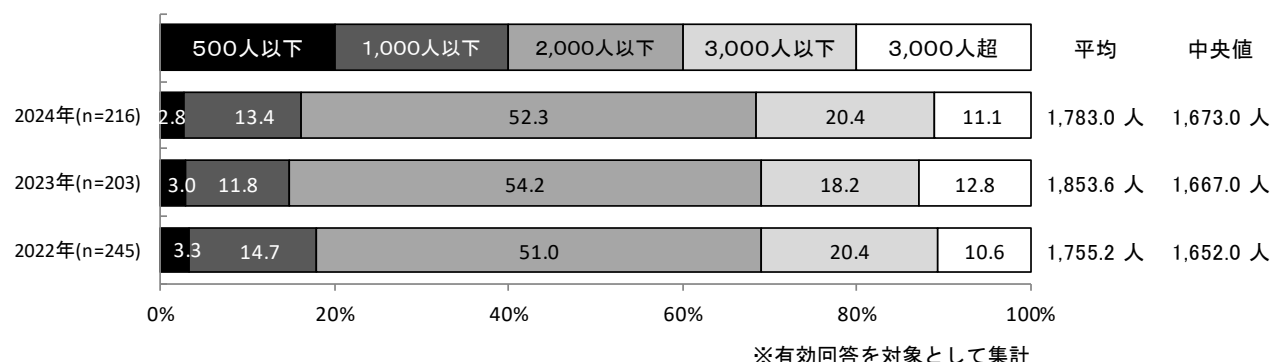 500人以下 1,000人以下 2,000人以下 3,000人以下 3,000人超 平均 中央値
2024年(n=216) 2.8 13.4 52.3 20.4 11.1 1,783.0 人 1,673.0 人
2023年(n=203) 3.0 11.8 54.2 18.2 12.8 1,853.6 人 1,667.0 人
2022年(n=245) 3.3 14.7 51.0 20.4 10.6 1,755.2 人 1,652.0 人
0% 20% 40% 60% 80% 100%
※有効回答を対象として集計